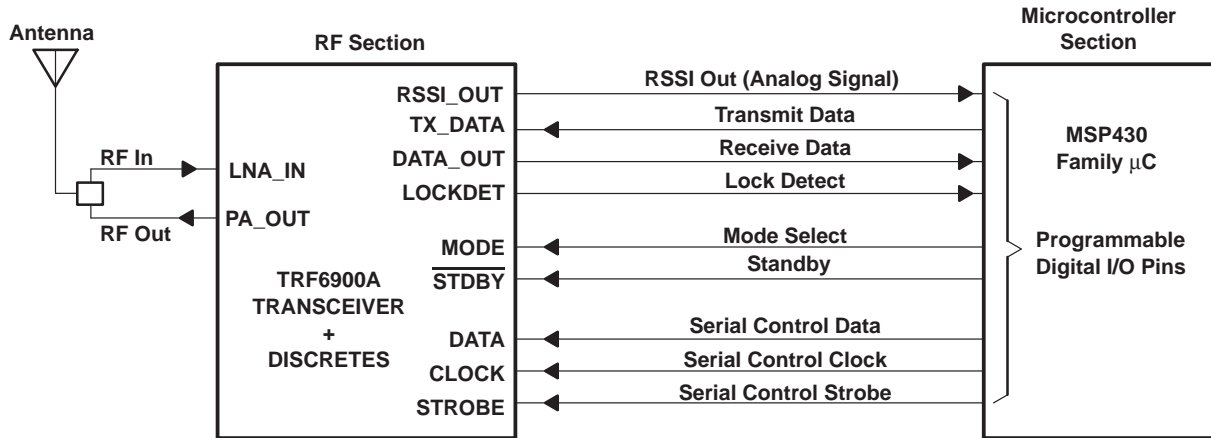 Antenna
RF Section
Microcontroller
Section
RSSI_OUT
RSSI Out (Analog Signal)
TX_DATA
Transmit Data
DATA_OUT
Receive Data
LOCKDET
Lock Detect
RF In
LNA_IN
PA_OUT
RF Out
MODE
Mode Select
STDBY
Standby
TRF6900A
TRANSCEIVER
+
DISCRETES
DATA
Serial Control Data
CLOCK
Serial Control Clock
STROBE
Serial Control Strobe
MSP430
Family μC
Programmable
Digital I/O Pins